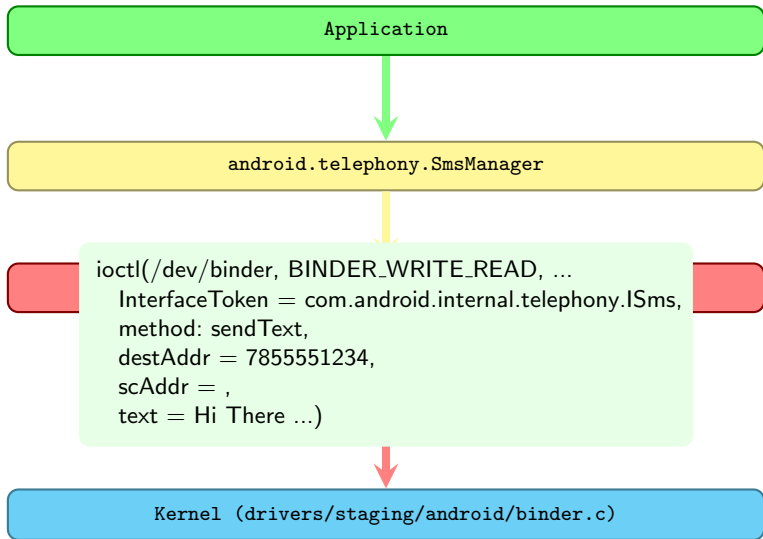 Application
android.telephony.SmsManager
ioctl(/dev/binder, BINDER_WRITE_READ, ...
InterfaceToken = com.android.internal.telephony.ISms,
method: sendText,
destAddr = 7855551234,
scAddr = ,
text = Hi There ...)
Kernel (drivers/staging/android/binder.c)